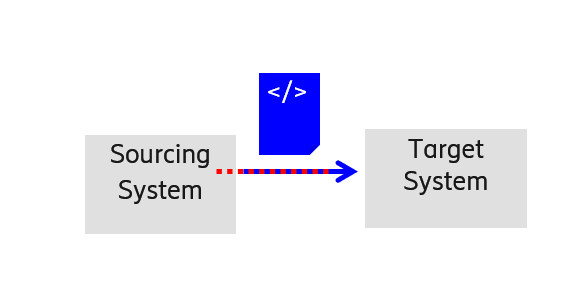 </>
Sourcing
System
Target
System